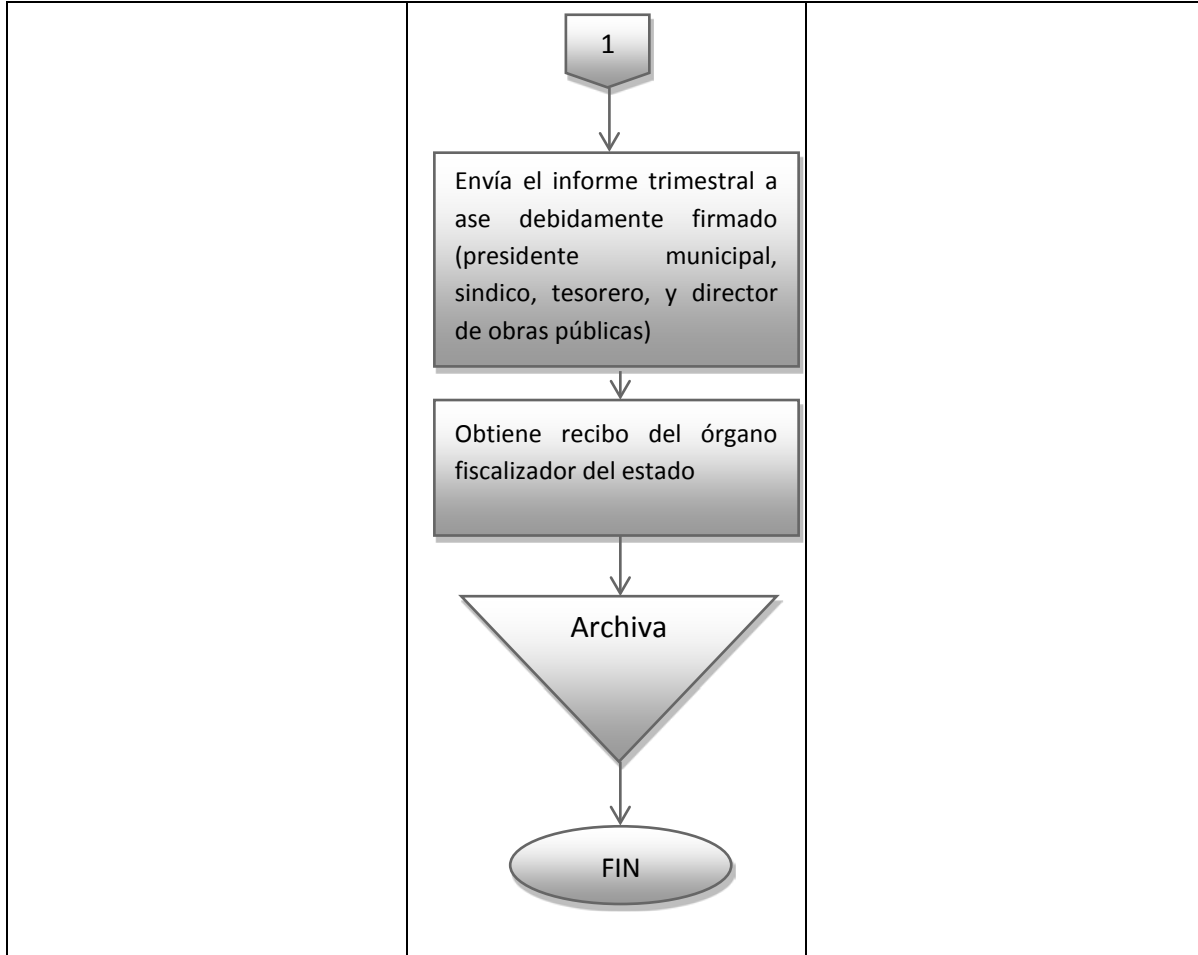 1
Envía el informe trimestral a
ase debidamente firmado
(presidente municipal,
sindico, tesorero, y director
de obras públicas)
Obtiene recibo del órgano
fiscalizador del estado
Archiva
FIN